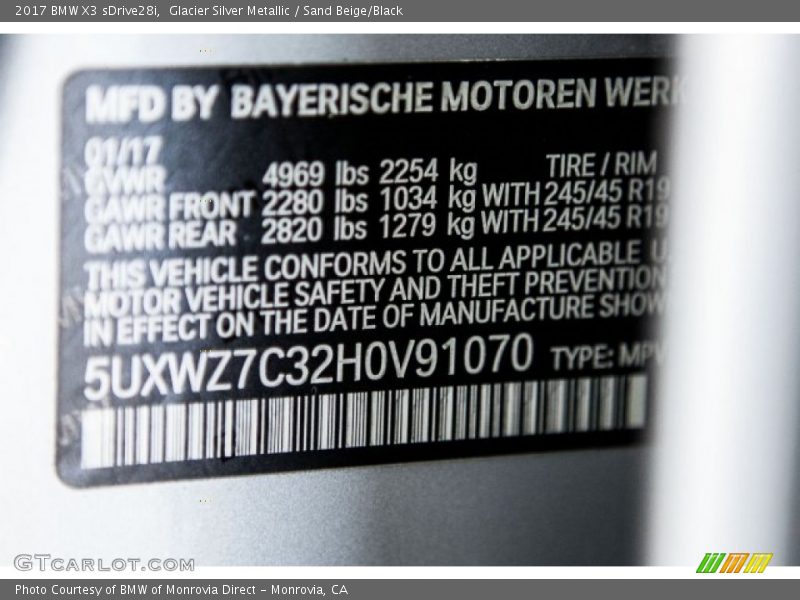 2017 BMW X3 sDrive28i,  Glacier Silver Metallic / Sand Beige/Black
MFD BY BAYERISCHE MOTOREN WERK
01/17
GVWR 4969 lbs 2254 kg TIRE / RIM
GAWR FRONT 2280 lbs 1034 kg WITH 245/45 R19
GAWR REAR 2820 lbs 1279 kg WITH 245/45 R19
THIS VEHICLE CONFORMS TO ALL APPLICABLE U
MOTOR VEHICLE SAFETY AND THEFT PREVENTION
IN EFFECT ON THE DATE OF MANUFACTURE SHOW
5UXWZ7C32H0V91070 TYPE: MPV
GTCARLOT.COM
Photo Courtesy of BMW of Monrovia Direct – Monrovia, CA